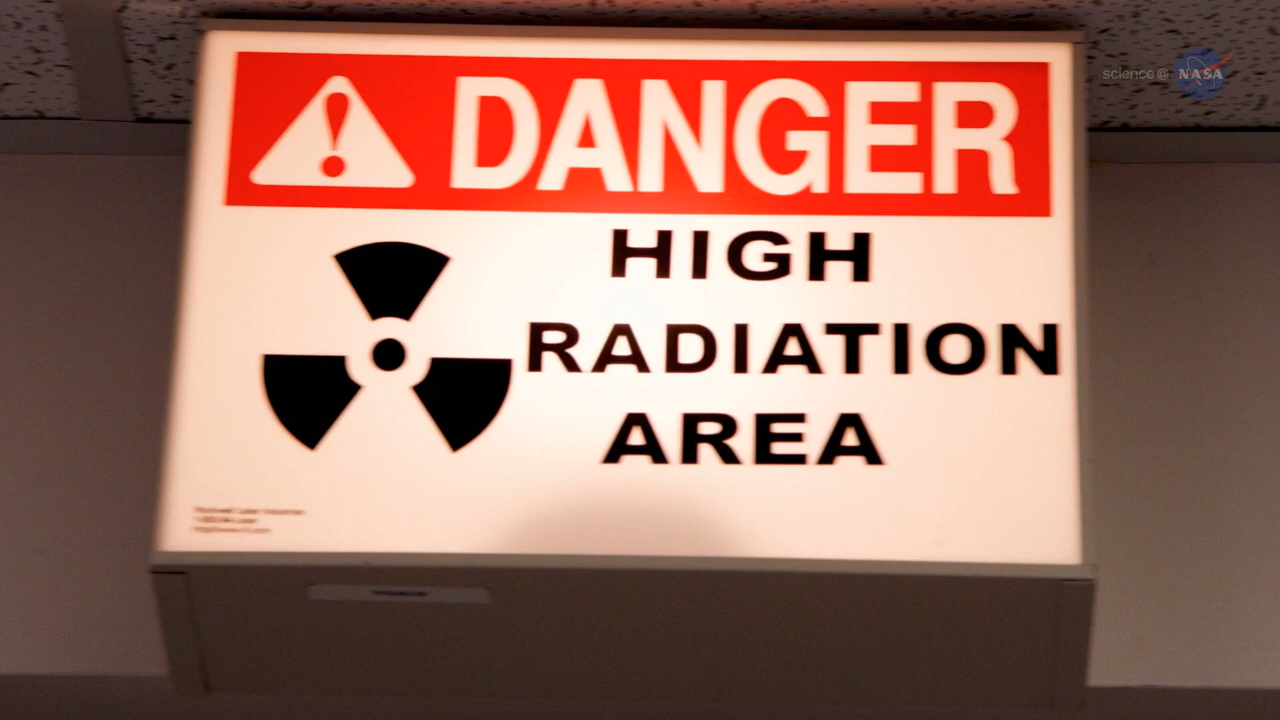 science@ NASA
DANGER
HIGH
RADIATION
AREA